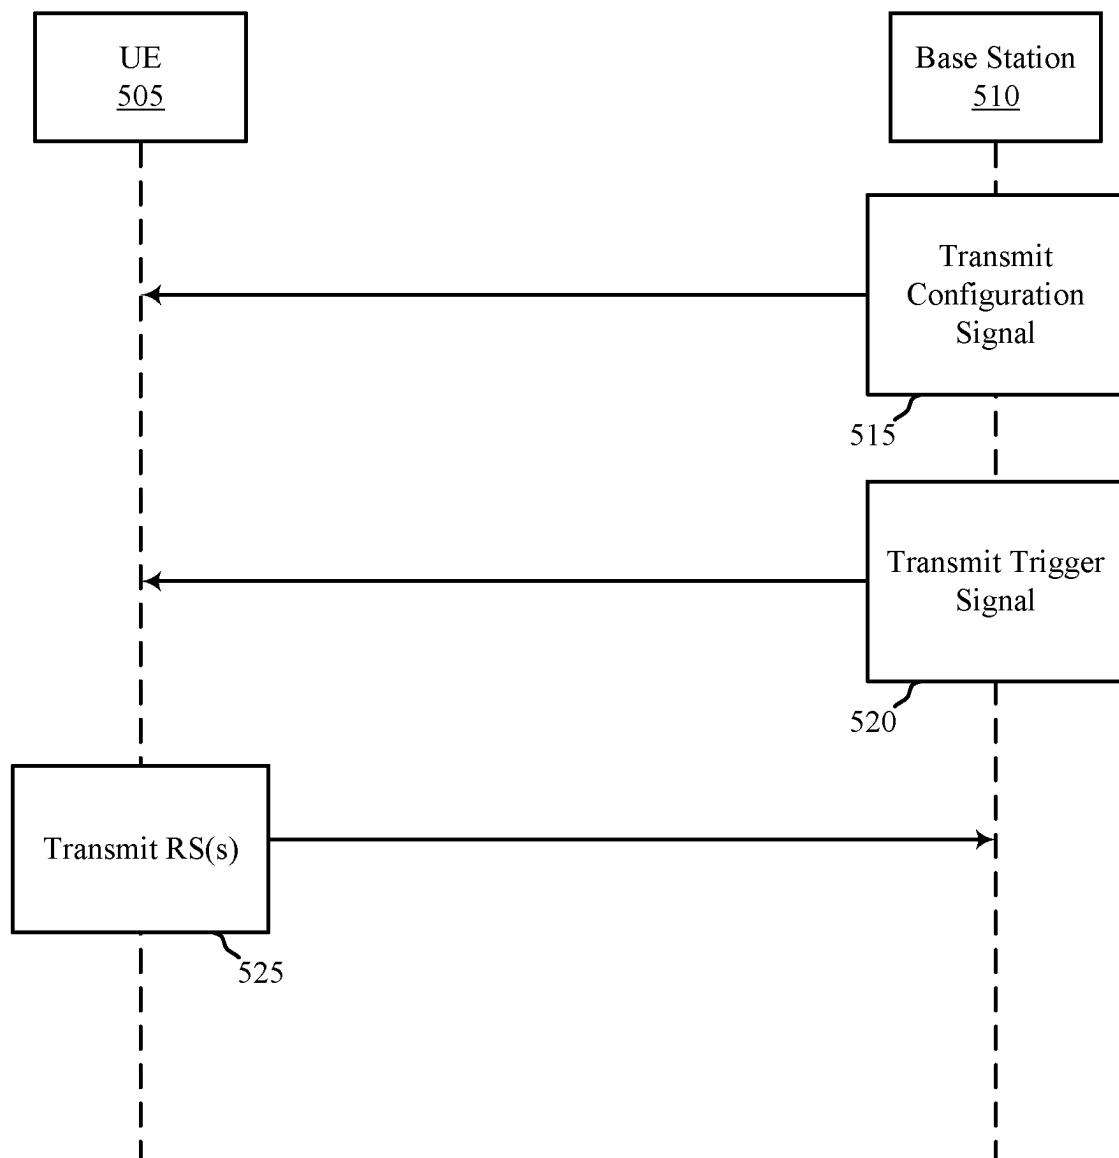 UE
505
Base Station
510
Transmit
Configuration
Signal
515
Transmit Trigger
Signal
520
Transmit RS(s)
525